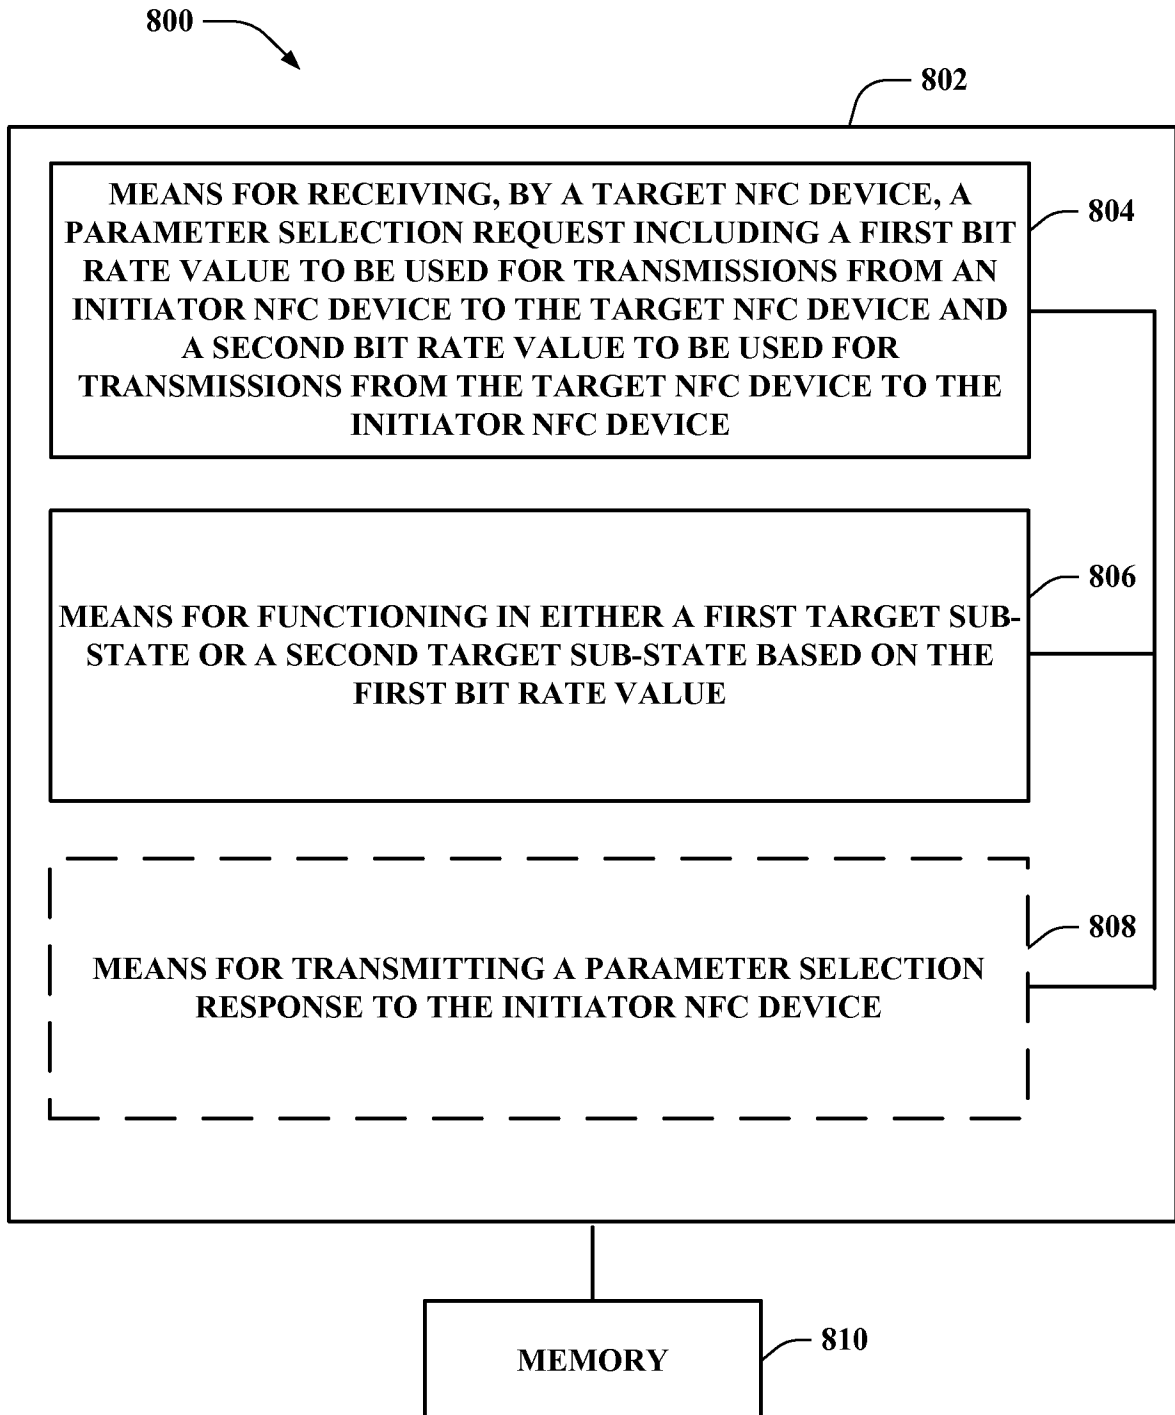 800
802
MEANS FOR RECEIVING, BY A TARGET NFC DEVICE, A
PARAMETER SELECTION REQUEST INCLUDING A FIRST BIT
RATE VALUE TO BE USED FOR TRANSMISSIONS FROM AN
INITIATOR NFC DEVICE TO THE TARGET NFC DEVICE AND
A SECOND BIT RATE VALUE TO BE USED FOR
TRANSMISSIONS FROM THE TARGET NFC DEVICE TO THE
INITIATOR NFC DEVICE
804
MEANS FOR FUNCTIONING IN EITHER A FIRST TARGET SUB-
STATE OR A SECOND TARGET SUB-STATE BASED ON THE
FIRST BIT RATE VALUE
806
MEANS FOR TRANSMITTING A PARAMETER SELECTION
RESPONSE TO THE INITIATOR NFC DEVICE
808
MEMORY
810